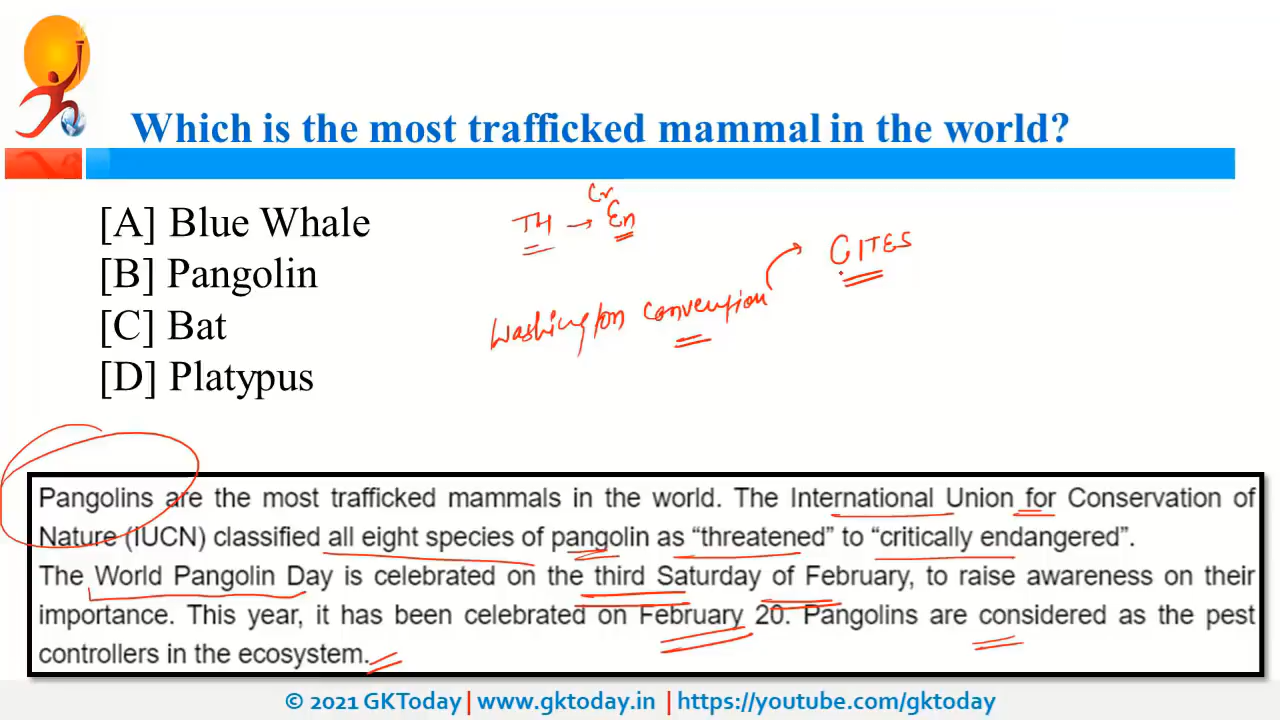 Which is the most trafficked mammal in the world?
[A] Blue Whale
[B] Pangolin
[C] Bat
[D] Platypus
Cr
TH → En
CITES
Washington convention
Pangolins are the most trafficked mammals in the world. The International Union for Conservation of
Nature (IUCN) classified all eight species of pangolin as “threatened” to “critically endangered”.
The World Pangolin Day is celebrated on the third Saturday of February, to raise awareness on their
importance. This year, it has been celebrated on February 20. Pangolins are considered as the pest
controllers in the ecosystem.
© 2021 GKToday | www.gktoday.in | https://youtube.com/gktoday